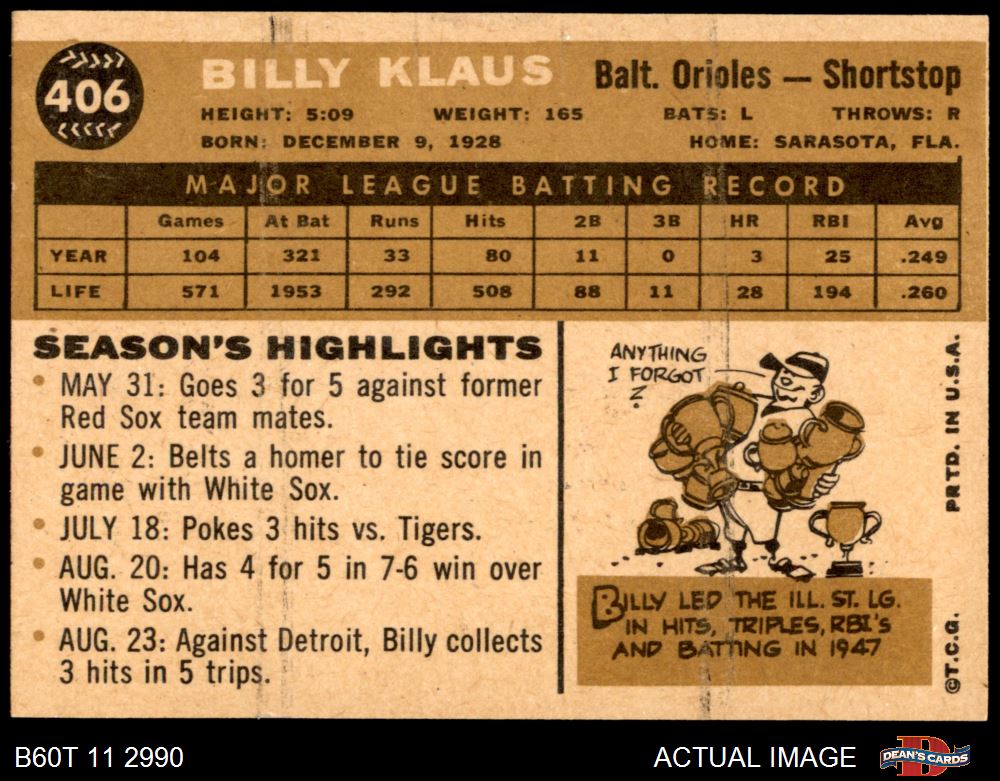 406
BILLY KLAUS Balt. Orioles — Shortstop
HEIGHT: 5:09 WEIGHT: 165 BATS: L THROWS: R
BORN: DECEMBER 9, 1928 HOME: SARASOTA, FLA.
MAJOR LEAGUE BATTING RECORD
Games At Bat Runs Hits 2B 3B HR RBI Avg
YEAR 104 321 33 80 11 0 3 25 .249
LIFE 571 1953 292 508 88 11 28 194 .260
SEASON'S HIGHLIGHTS
• MAY 31: Goes 3 for 5 against former
Red Sox team mates.
• JUNE 2: Belts a homer to tie score in
game with White Sox.
• JULY 18: Pokes 3 hits vs. Tigers.
• AUG. 20: Has 4 for 5 in 7-6 win over
White Sox.
• AUG. 23: Against Detroit, Billy collects
3 hits in 5 trips.
ANYTHING
I FORGOT
?
BILLY LED THE ILL. ST. LG.
IN HITS, TRIPLES, RBI'S
AND BATTING IN 1947
©T.C.G. PRTD. IN U.S.A.
B60T 11 2990 ACTUAL IMAGE DEAN'S CARDS